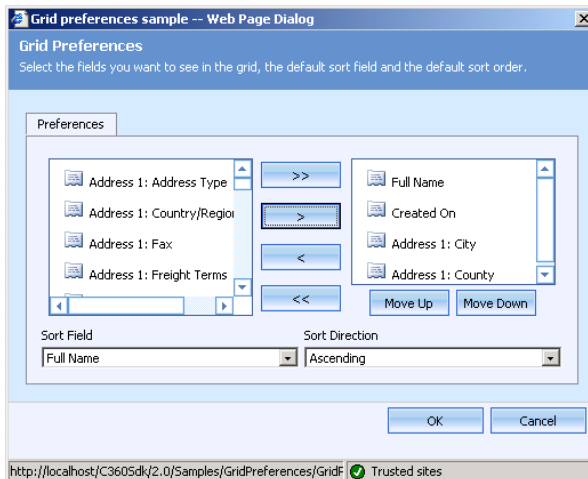 Grid preferences sample -- Web Page Dialog
Grid Preferences
Select the fields you want to see in the grid, the default sort field and the default sort order.
Preferences
Address 1: Address Type
Address 1: Country/Region
Address 1: Fax
Address 1: Freight Terms
>>
>
<
<<
Full Name
Created On
Address 1: City
Address 1: County
Move Up
Move Down
Sort Field
Sort Direction
Full Name
Ascending
OK
Cancel
http://localhost/C360Sdk/2.0/Samples/GridPreferences/GridF
Trusted sites